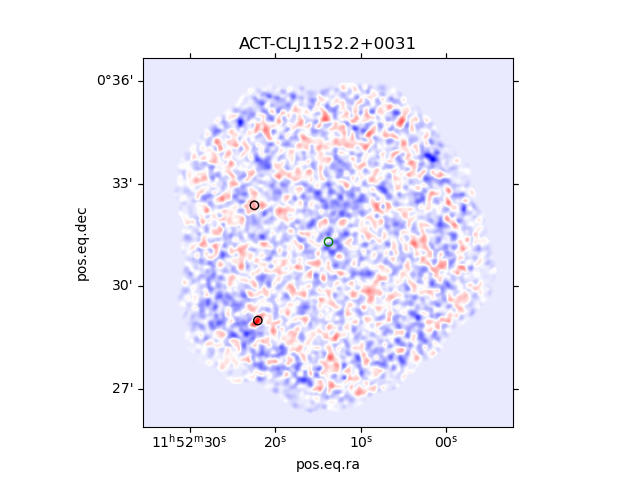 ACT-CLJ1152.2+0031
0°36'
33'
30'
27'
pos.eq.dec
11ʰ52ᵐ30ˢ 20ˢ 10ˢ 00ˢ
pos.eq.ra